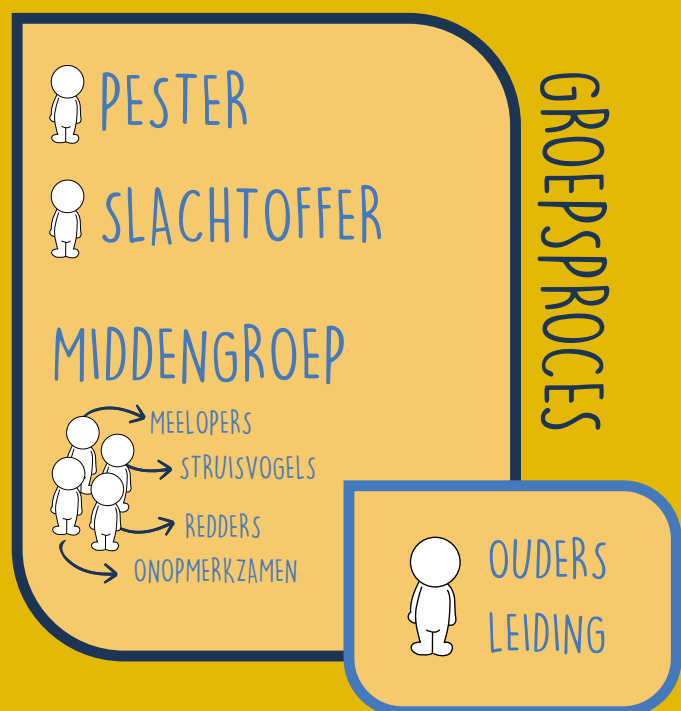 PESTER
SLACHTOFFER
MIDDENGROEP
MEELOPERS
STRUISVOGELS
REDDERS
ONOPMERKZAMEN
GROEPSPROCES
OUDERS
LEIDING